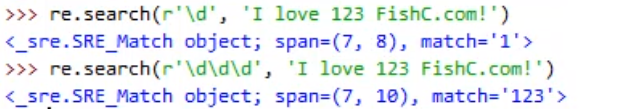 >>> re.search(r'\d', 'I love 123 FishC.com!')
<_sre.SRE_Match object; span=(7, 8), match='1'>
>>> re.search(r'\d\d\d', 'I love 123 FishC.com!')
<_sre.SRE_Match object; span=(7, 10), match='123'>